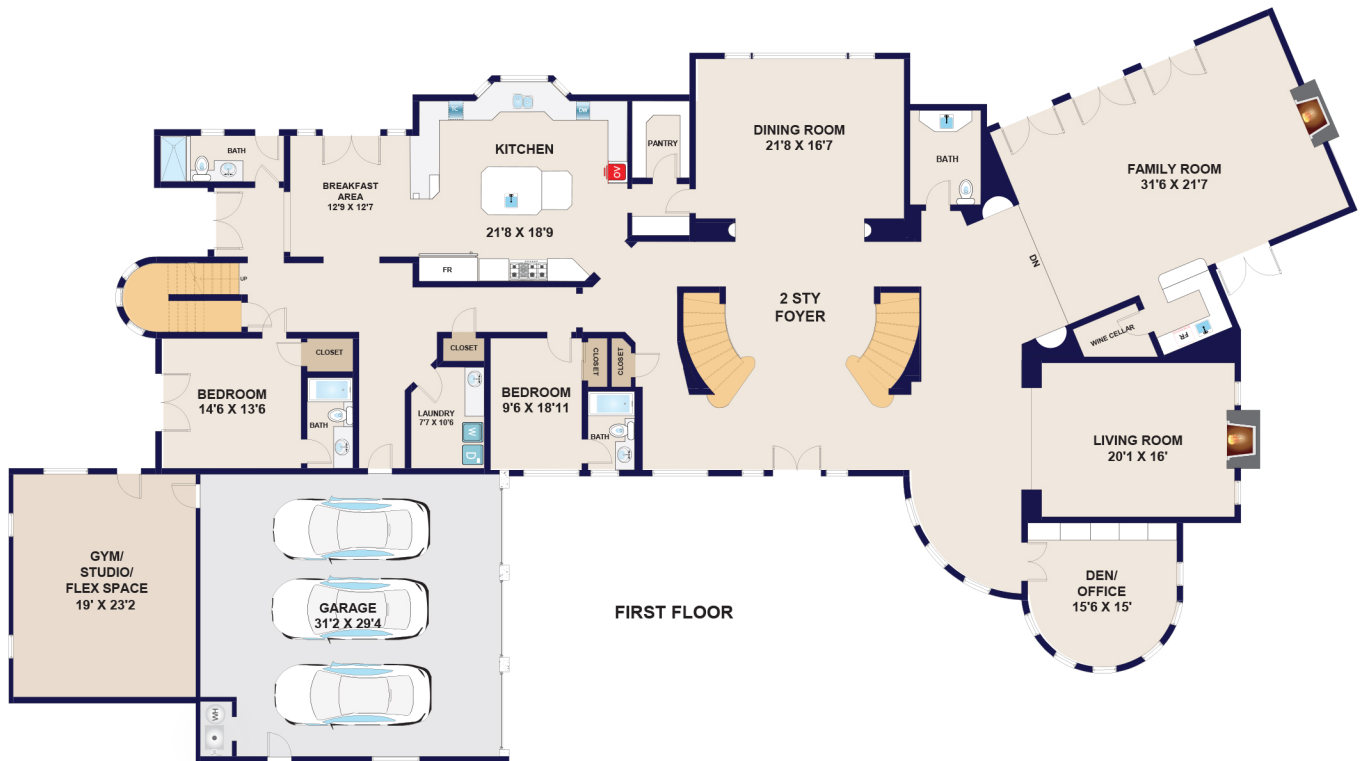 DINING ROOM
21'8 X 16'7
KITCHEN
21'8 X 18'9
PANTRY
OV
DW
BATH
BATH
BREAKFAST
AREA
12'9 X 12'7
FAMILY ROOM
31'6 X 21'7
DN
FR
UP
2 STY
FOYER
WINE CELLAR
FR
CLOSET
CLOSET
CLOSET
CLOSET
BEDROOM
14'6 X 13'6
BATH
LAUNDRY
7'7 X 10'6
W
D
BEDROOM
9'6 X 18'11
BATH
LIVING ROOM
20'1 X 16'
GYM/
STUDIO/
FLEX SPACE
19' X 23'2
GARAGE
31'2 X 29'4
FIRST FLOOR
DEN/
OFFICE
15'6 X 15'
HW